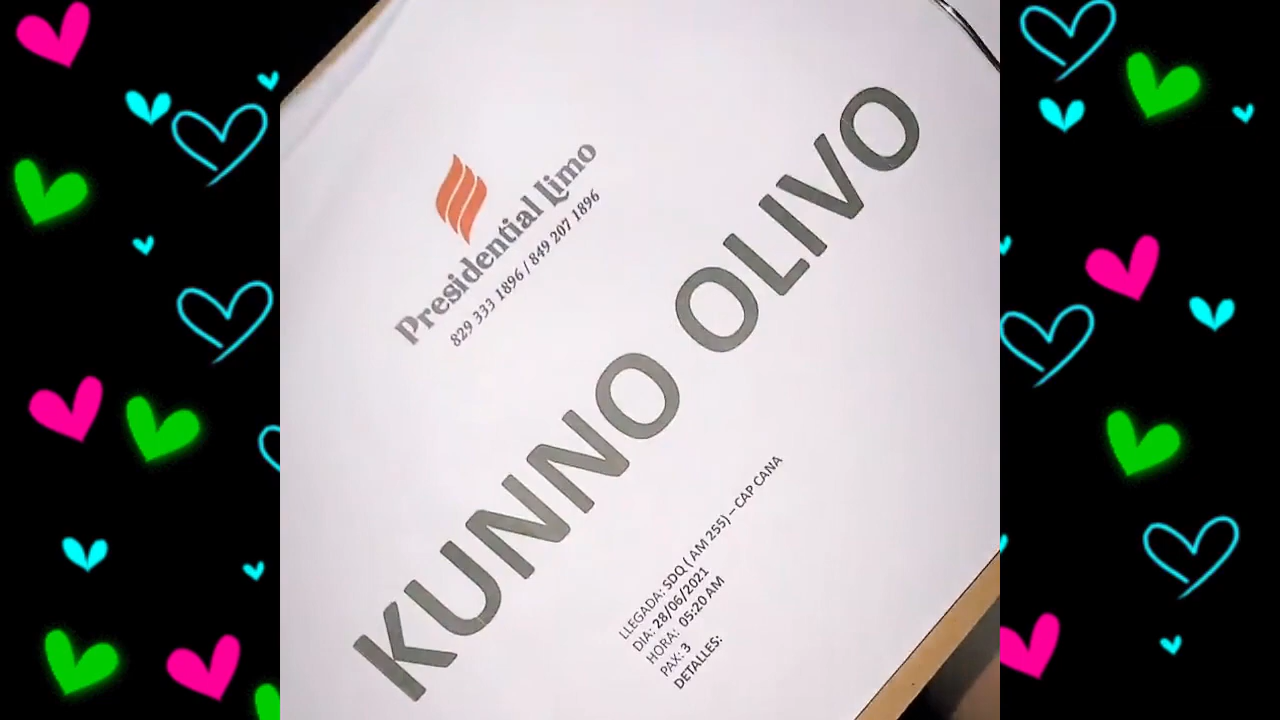 Presidential Limo
829 333 1896 / 849 207 1896
KUNNO OLIVO
LLEGADA: SDQ ( AM 255) – CAP CANA
DIA: 28/06/2021
HORA: 05:20 AM
PAX: 3
DETALLES: